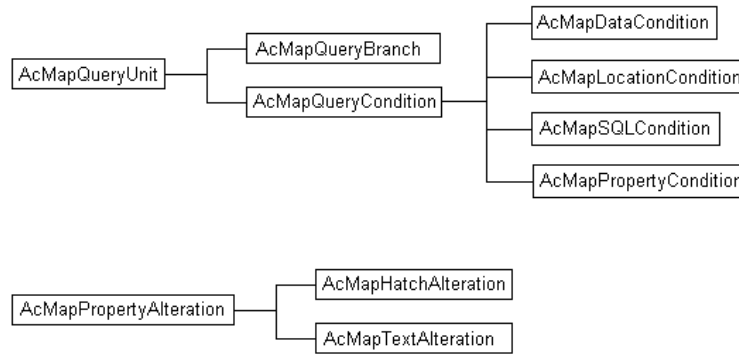 AcMapDataCondition
AcMapQueryBranch
AcMapQueryUnit
AcMapLocationCondition
AcMapQueryCondition
AcMapSQLCondition
AcMapPropertyCondition
AcMapHatchAlteration
AcMapPropertyAlteration
AcMapTextAlteration